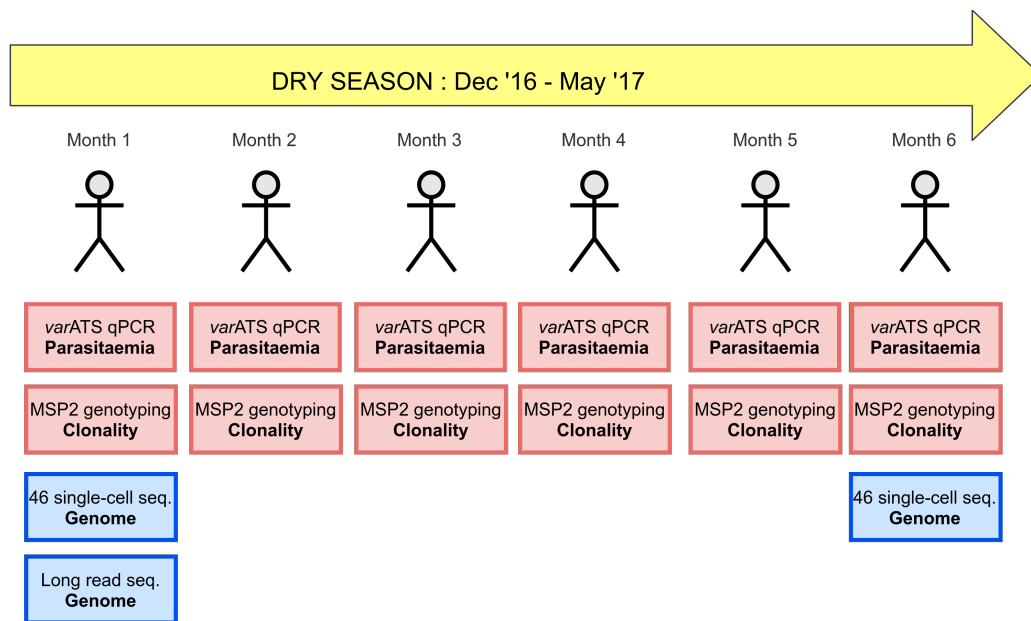 DRY SEASON : Dec '16 - May '17
Month 1 Month 2 Month 3 Month 4 Month 5 Month 6
varATS qPCR varATS qPCR varATS qPCR varATS qPCR varATS qPCR varATS qPCR
Parasitaemia Parasitaemia Parasitaemia Parasitaemia Parasitaemia Parasitaemia
MSP2 genotyping MSP2 genotyping MSP2 genotyping MSP2 genotyping MSP2 genotyping MSP2 genotyping
Clonality Clonality Clonality Clonality Clonality Clonality
46 single-cell seq. 46 single-cell seq.
Genome Genome
Long read seq.
Genome